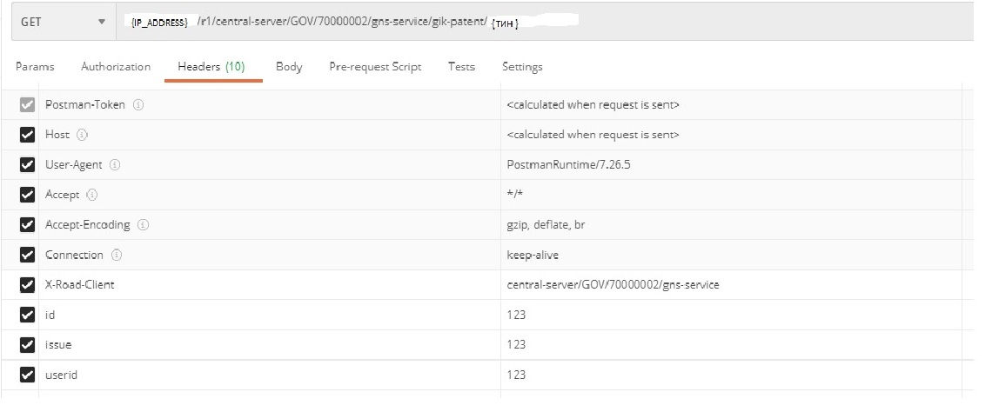 GET {IP_ADDRESS} /r1/central-server/GOV/70000002/gns-service/gik-patent/ {ТИН}
Params Authorization Headers (10) Body Pre-request Script Tests Settings
Postman-Token <calculated when request is sent>
Host <calculated when request is sent>
User-Agent PostmanRuntime/7.26.5
Accept */*
Accept-Encoding gzip, deflate, br
Connection keep-alive
X-Road-Client central-server/GOV/70000002/gns-service
id 123
issue 123
userid 123